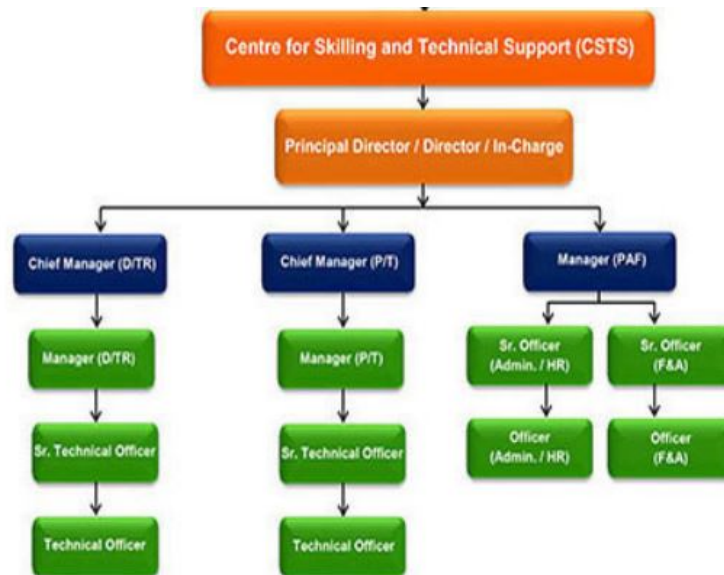 Centre for Skilling and Technical Support (CSTS)
Principal Director / Director / In-Charge
Chief Manager (D/TR)
Chief Manager (P/T)
Manager (PAF)
Manager (D/TR)
Manager (P/T)
Sr. Officer
(Admin. / HR)
Sr. Officer
(F&A)
Sr. Technical Officer
Sr. Technical Officer
Officer
(Admin. / HR)
Officer
(F&A)
Technical Officer
Technical Officer